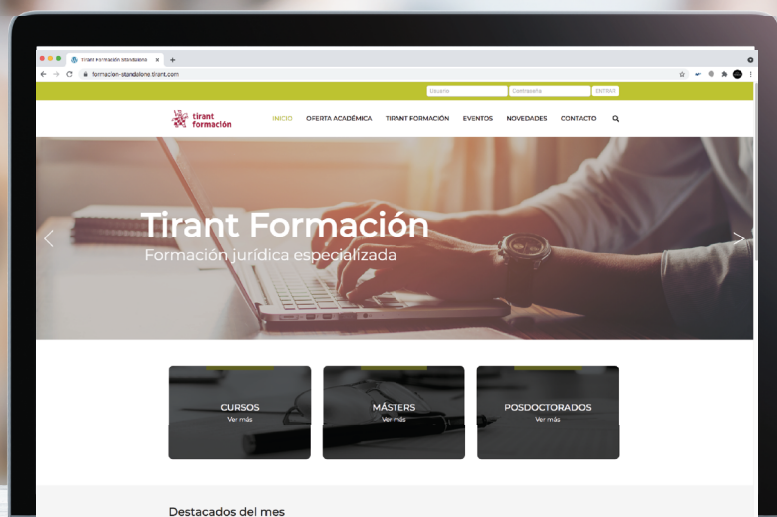 Tirant Formación Standalone
formacion-standalone.tirant.com
Usuario
Contraseña
ENTRAR
tirant
formación
INICIO OFERTA ACADÉMICA TIRANT FORMACIÓN EVENTOS NOVEDADES CONTACTO
Tirant Formación
Formación jurídica especializada
CURSOS
Ver más
MÁSTERS
Ver más
POSDOCTORADOS
Ver más
Destacados del mes